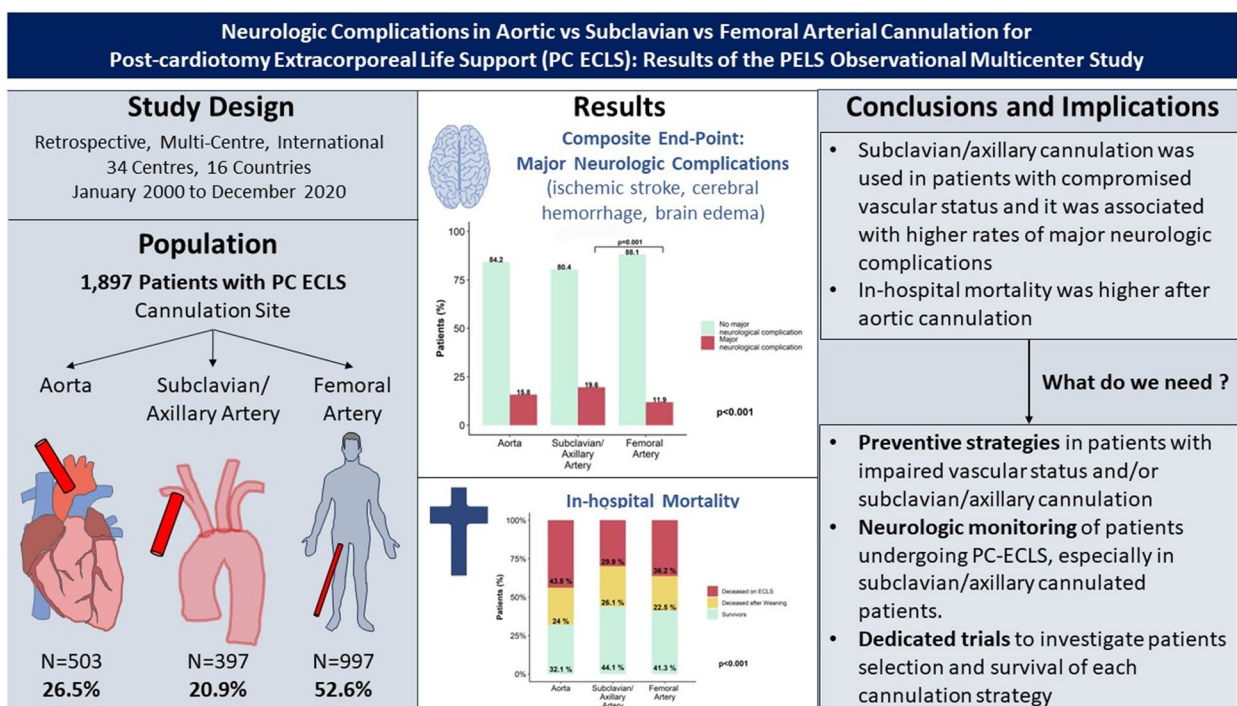 Neurologic Complications in Aortic vs Subclavian vs Femoral Arterial Cannulation for
Post-cardiotomy Extracorporeal Life Support (PC ECLS): Results of the PELS Observational Multicenter Study
Study Design
Retrospective, Multi-Centre, International
34 Centres, 16 Countries
January 2000 to December 2020
Population
1,897 Patients with PC ECLS
Cannulation Site
Aorta
Subclavian/
Axillary Artery
Femoral
Artery
N=503
26.5%
N=397
20.9%
N=997
52.6%
Results
Composite End-Point:
Major Neurologic Complications
(ischemic stroke, cerebral
hemorrhage, brain edema)
Patients (%)
100
75
50
25
0
p=0.001
84.2
15.8
80.4
19.6
88.1
11.9
Aorta
Subclavian/
Axillary
Artery
Femoral
Artery
No major
neurological complication
Major
neurological complication
p<0.001
In-hospital Mortality
Patients (%)
100%
75%
50%
25%
0%
43.8 %
24 %
32.1 %
29.9 %
26.1 %
44.1 %
36.2 %
22.5 %
41.3 %
Aorta
Subclavian/
Axillary
Artery
Femoral
Artery
Deceased on ECLS
Deceased after Weaning
Survivors
p<0.001
Conclusions and Implications
• Subclavian/axillary cannulation was
used in patients with compromised
vascular status and it was associated
with higher rates of major neurologic
complications
• In-hospital mortality was higher after
aortic cannulation
What do we need ?
• Preventive strategies in patients with
impaired vascular status and/or
subclavian/axillary cannulation
• Neurologic monitoring of patients
undergoing PC-ECLS, especially in
subclavian/axillary cannulated
patients.
• Dedicated trials to investigate patients
selection and survival of each
cannulation strategy